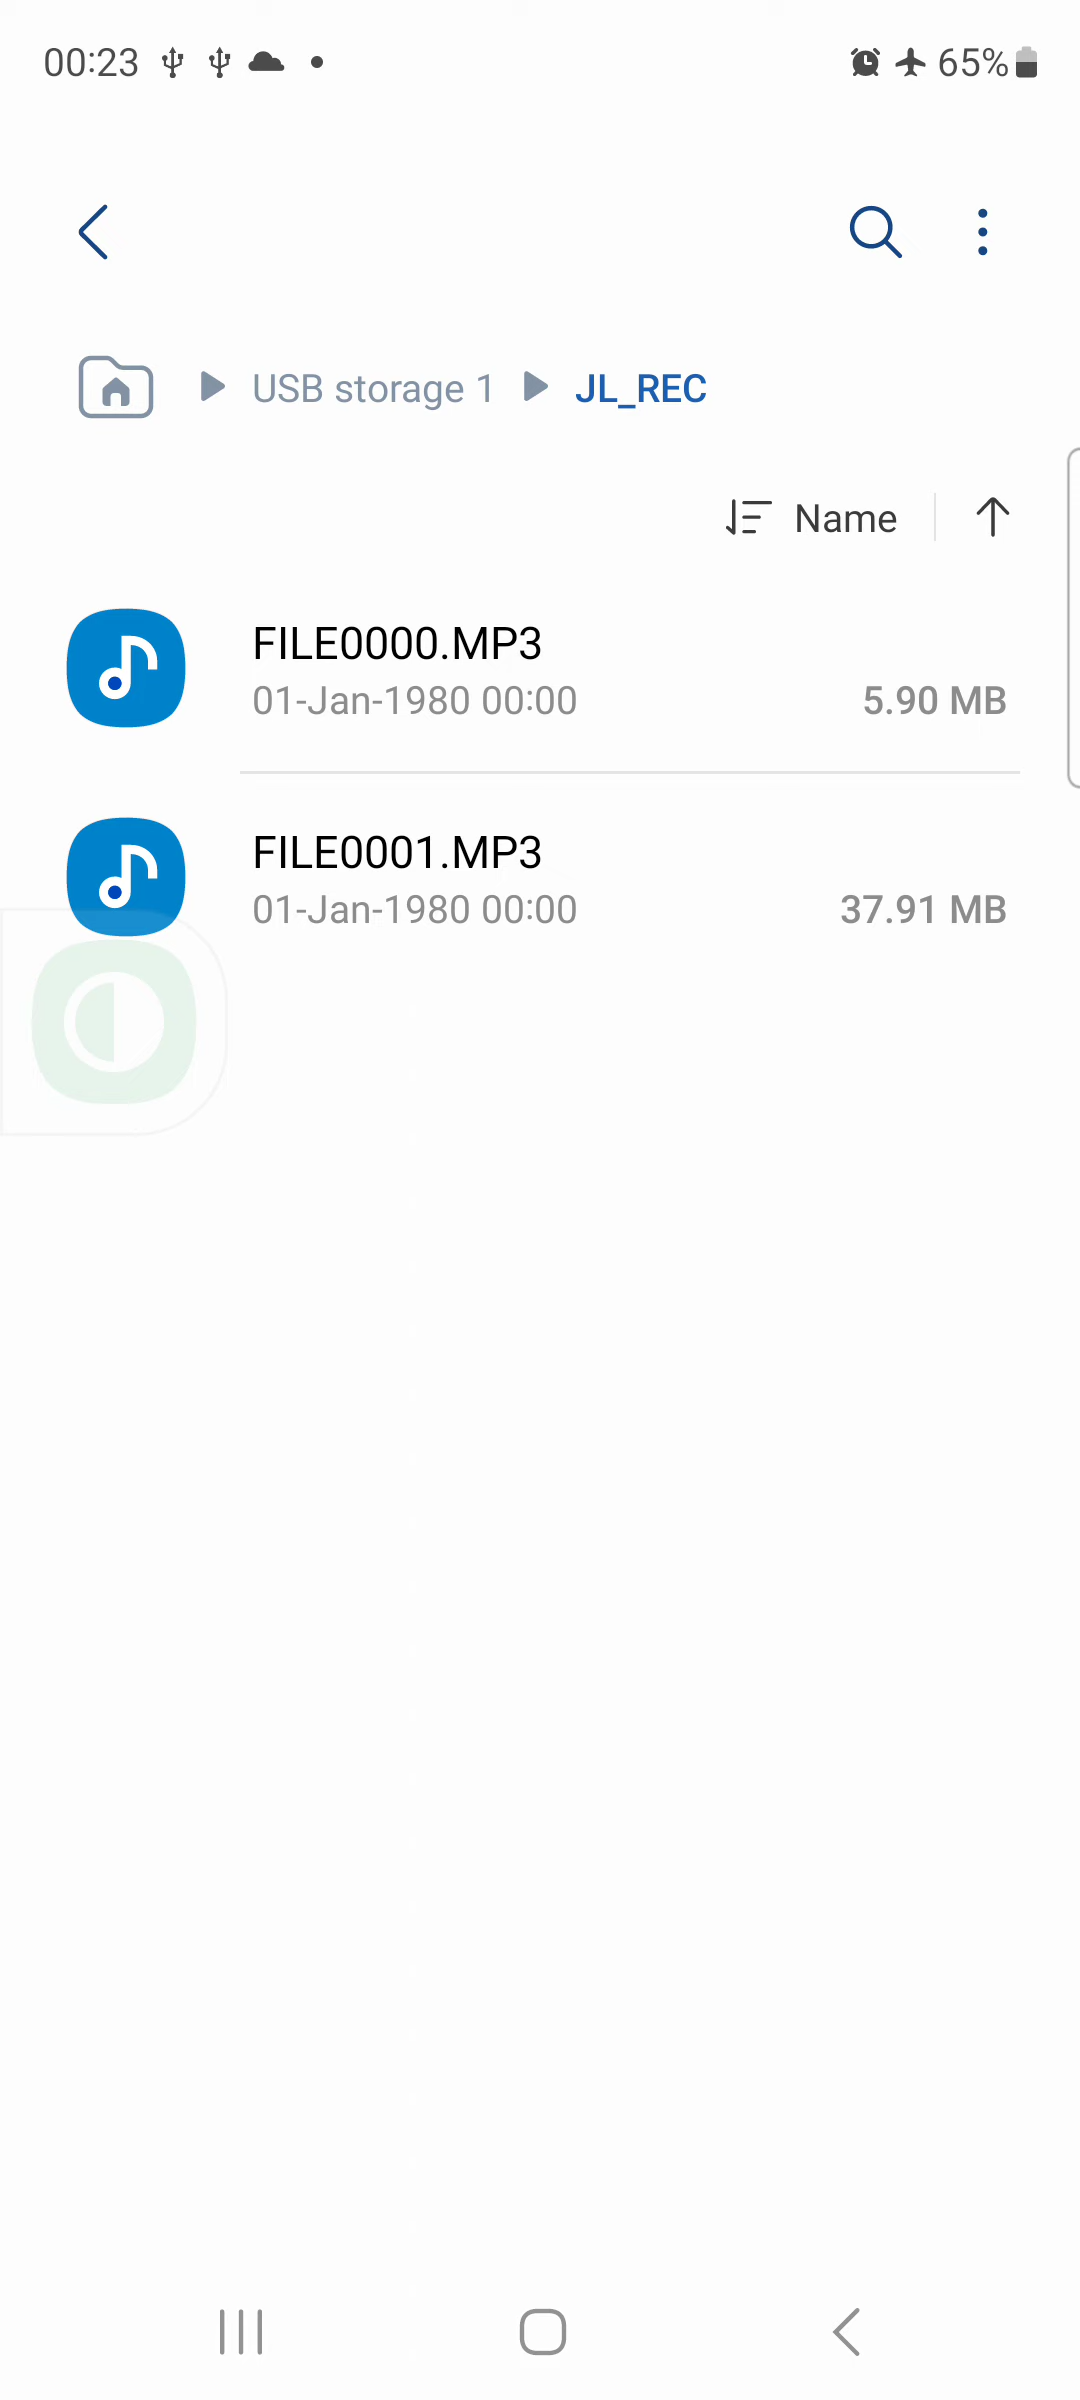 00:23 65%
USB storage 1 JL_REC
Name
FILE0000.MP3
01-Jan-1980 00:00 5.90 MB
FILE0001.MP3
01-Jan-1980 00:00 37.91 MB